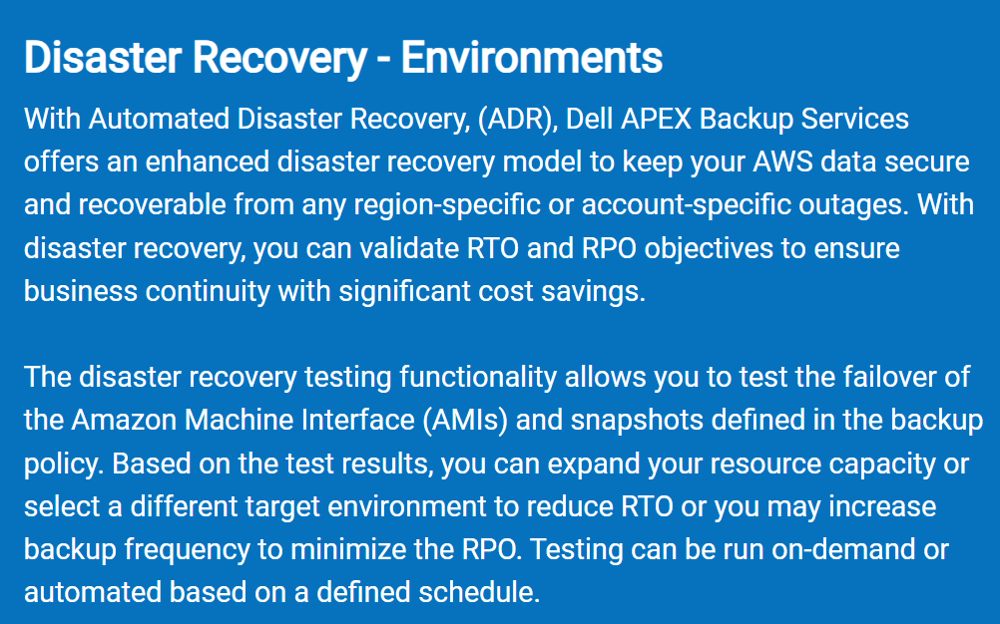 Disaster Recovery - Environments
With Automated Disaster Recovery, (ADR), Dell APEX Backup Services
offers an enhanced disaster recovery model to keep your AWS data secure
and recoverable from any region-specific or account-specific outages. With
disaster recovery, you can validate RTO and RPO objectives to ensure
business continuity with significant cost savings.
The disaster recovery testing functionality allows you to test the failover of
the Amazon Machine Interface (AMIs) and snapshots defined in the backup
policy. Based on the test results, you can expand your resource capacity or
select a different target environment to reduce RTO or you may increase
backup frequency to minimize the RPO. Testing can be run on-demand or
automated based on a defined schedule.